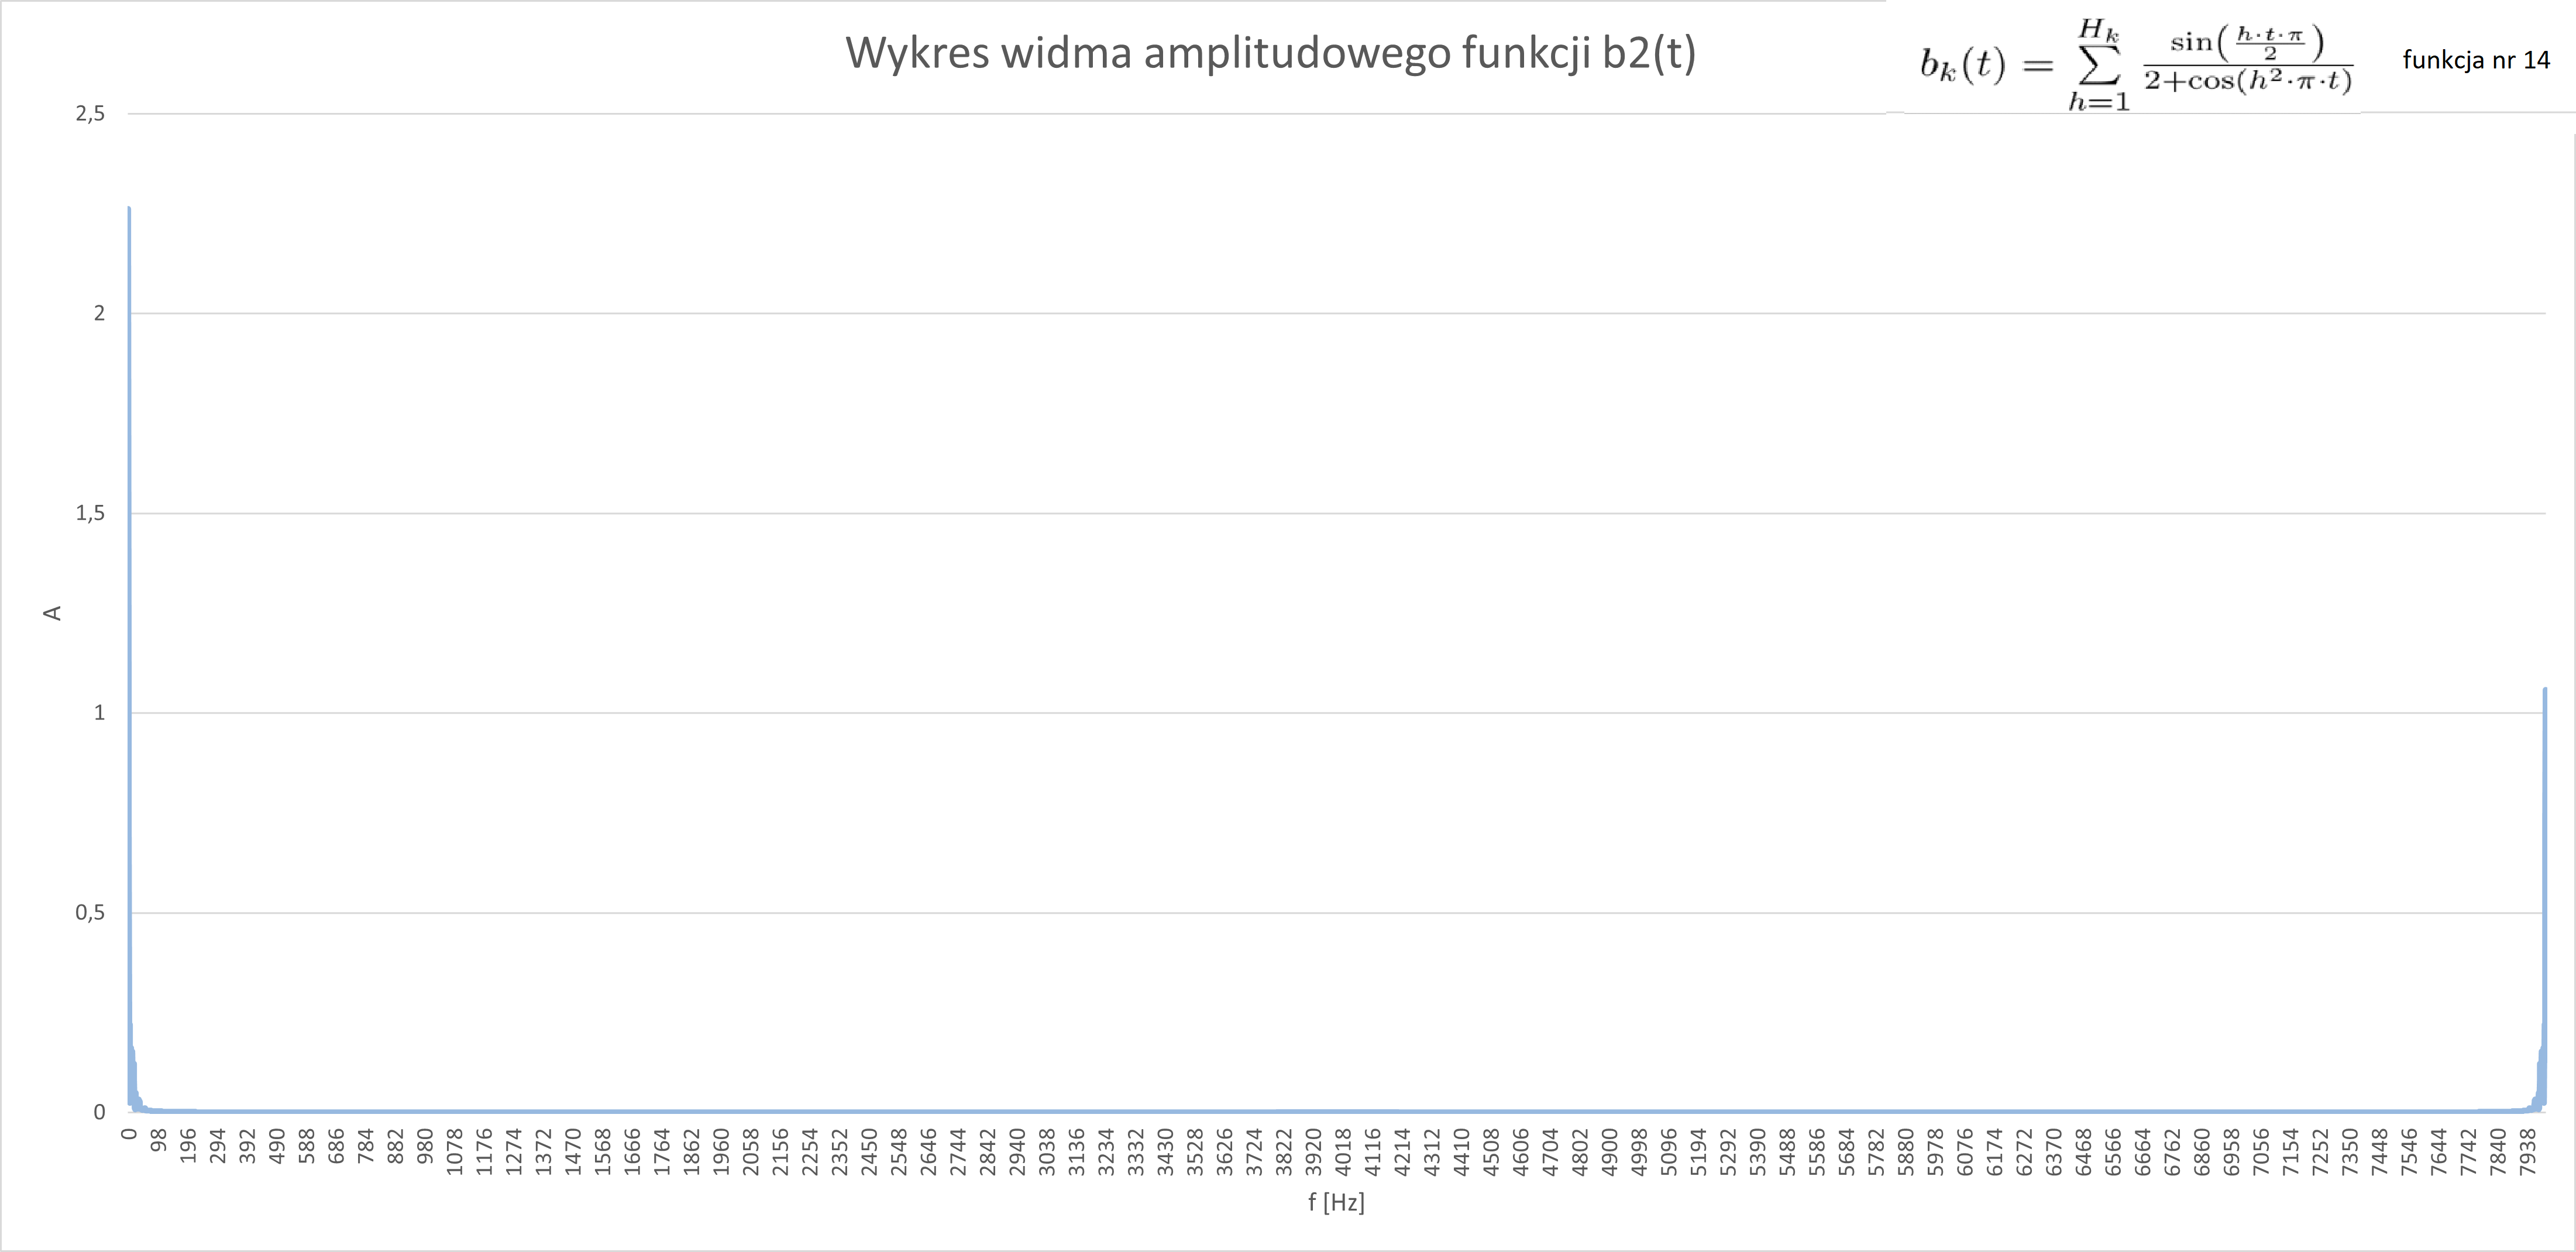 Wykres widma amplitudowego funkcji b2(t)
b_k(t) = \sum_{h=1}^{H_k} \frac{\sin(\frac{h·t·π}{2})}{2+\cos(h^2·π·t)}
funkcja nr 14
2,5
2
1,5
1
0,5
0
A
0 98 196 294 392 490 588 686 784 882 980 1078 1176 1274 1372 1470 1568 1666 1764 1862 1960 2058 2156 2254 2352 2450 2548 2646 2744 2842 2940 3038 3136 3234 3332 3430 3528 3626 3724 3822 3920 4018 4116 4214 4312 4410 4508 4606 4704 4802 4900 4998 5096 5194 5292 5390 5488 5586 5684 5782 5880 5978 6076 6174 6272 6370 6468 6566 6664 6762 6860 6958 7056 7154 7252 7350 7448 7546 7644 7742 7840 7938
f [Hz]